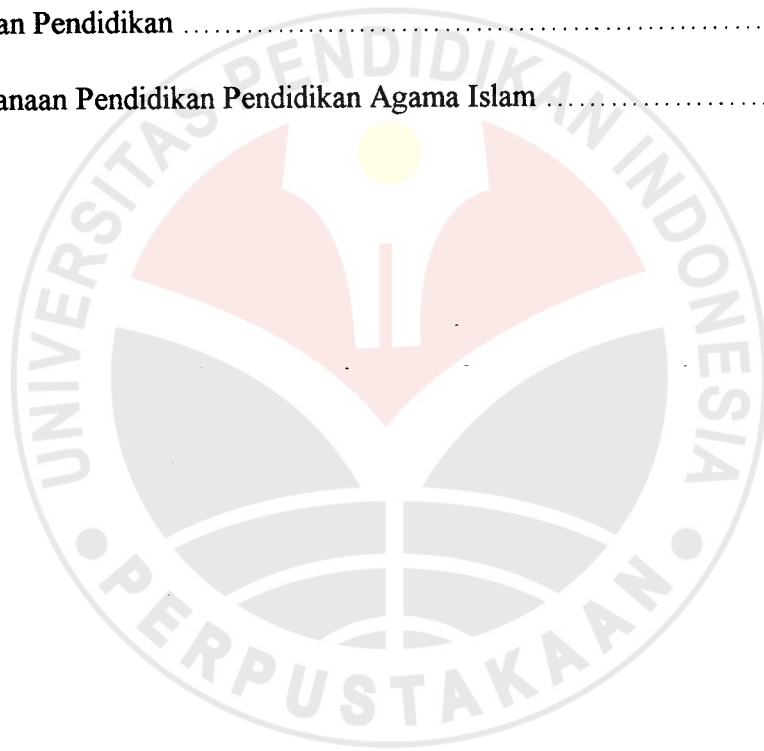 an Pendidikan ........................................................
anaan Pendidikan Pendidikan Agama Islam ......................
UNIVERSITAS PENDIDIKAN INDONESIA
PERPUSTAKAAN